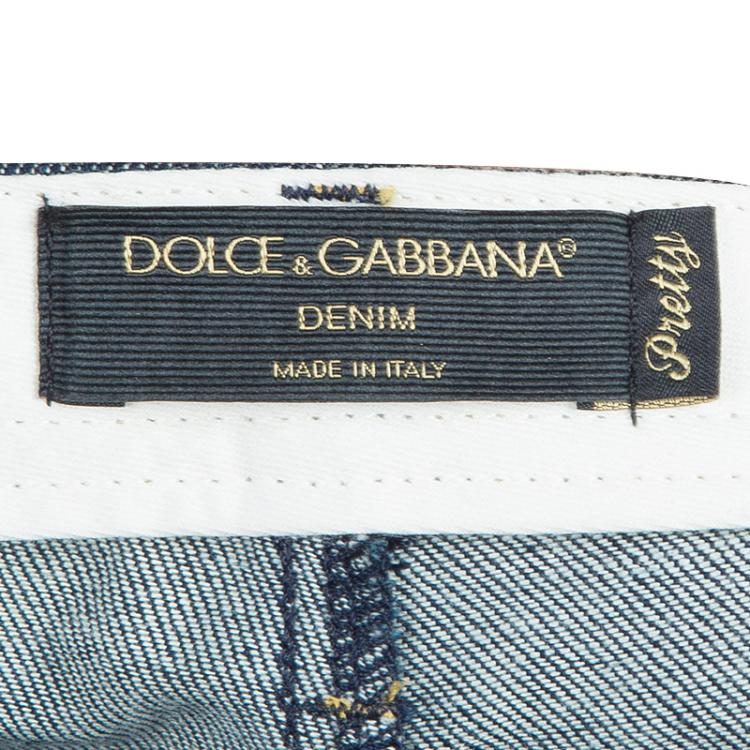 DOLCE & GABBANA®
DENIM
MADE IN ITALY
Pretty